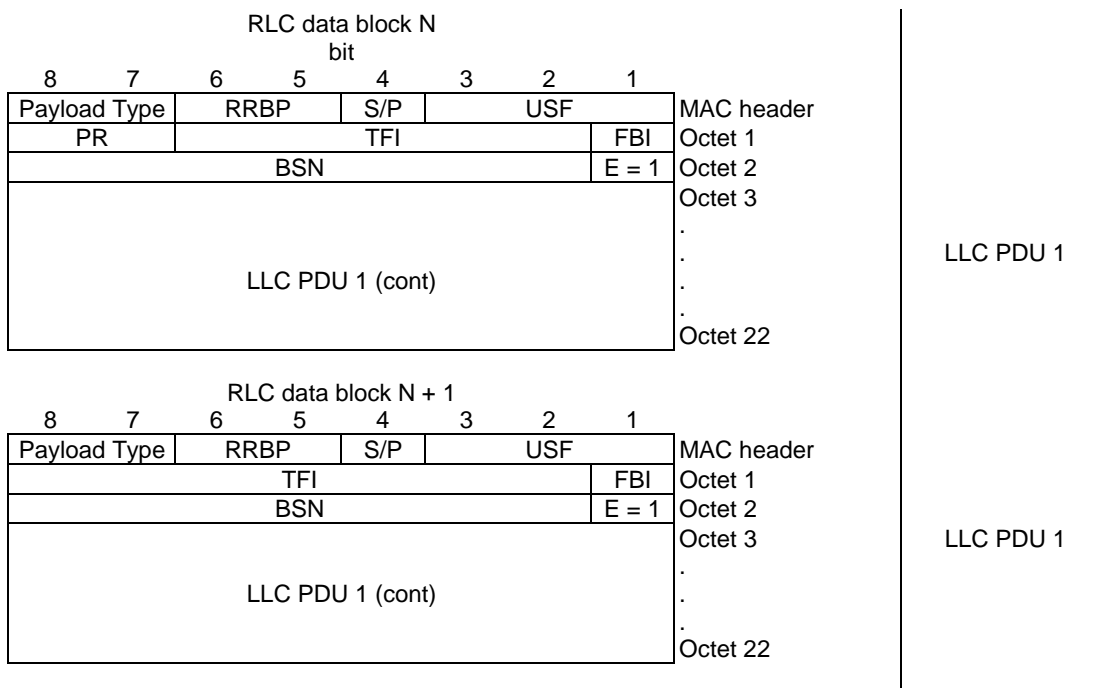 RLC data block N
bit
8 7 6 5 4 3 2 1
Payload Type RRBP S/P USF MAC header
PR TFI FBI Octet 1
BSN E = 1 Octet 2
Octet 3
.
.
LLC PDU 1
LLC PDU 1 (cont)
.
.
Octet 22
RLC data block N + 1
8 7 6 5 4 3 2 1
Payload Type RRBP S/P USF MAC header
TFI FBI Octet 1
BSN E = 1 Octet 2
Octet 3 LLC PDU 1
.
LLC PDU 1 (cont)
.
.
Octet 22